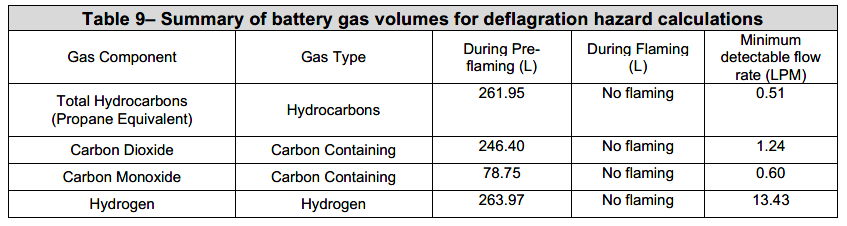 Table 9– Summary of battery gas volumes for deflagration hazard calculations
Gas Component Gas Type During Pre-flaming (L) During Flaming (L) Minimum detectable flow rate (LPM)
Total Hydrocarbons (Propane Equivalent) Hydrocarbons 261.95 No flaming 0.51
Carbon Dioxide Carbon Containing 246.40 No flaming 1.24
Carbon Monoxide Carbon Containing 78.75 No flaming 0.60
Hydrogen Hydrogen 263.97 No flaming 13.43